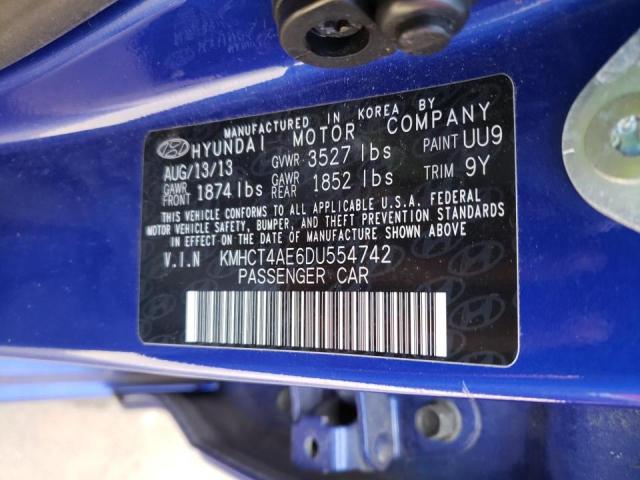 MANUFACTURED IN KOREA BY
HYUNDAI MOTOR COMPANY
AUG/13/13 GVWR 3527 lbs PAINT UU9
GAWR FRONT 1874 lbs GAWR REAR 1852 lbs TRIM 9Y
THIS VEHICLE CONFORMS TO ALL APPLICABLE U.S.A. FEDERAL
MOTOR VEHICLE SAFETY, BUMPER, AND THEFT PREVENTION STANDARDS
IN EFFECT ON THE DATE OF MANUFACTURE SHOWN ABOVE.
V.I.N KMHCT4AE6DU554742
PASSENGER CAR